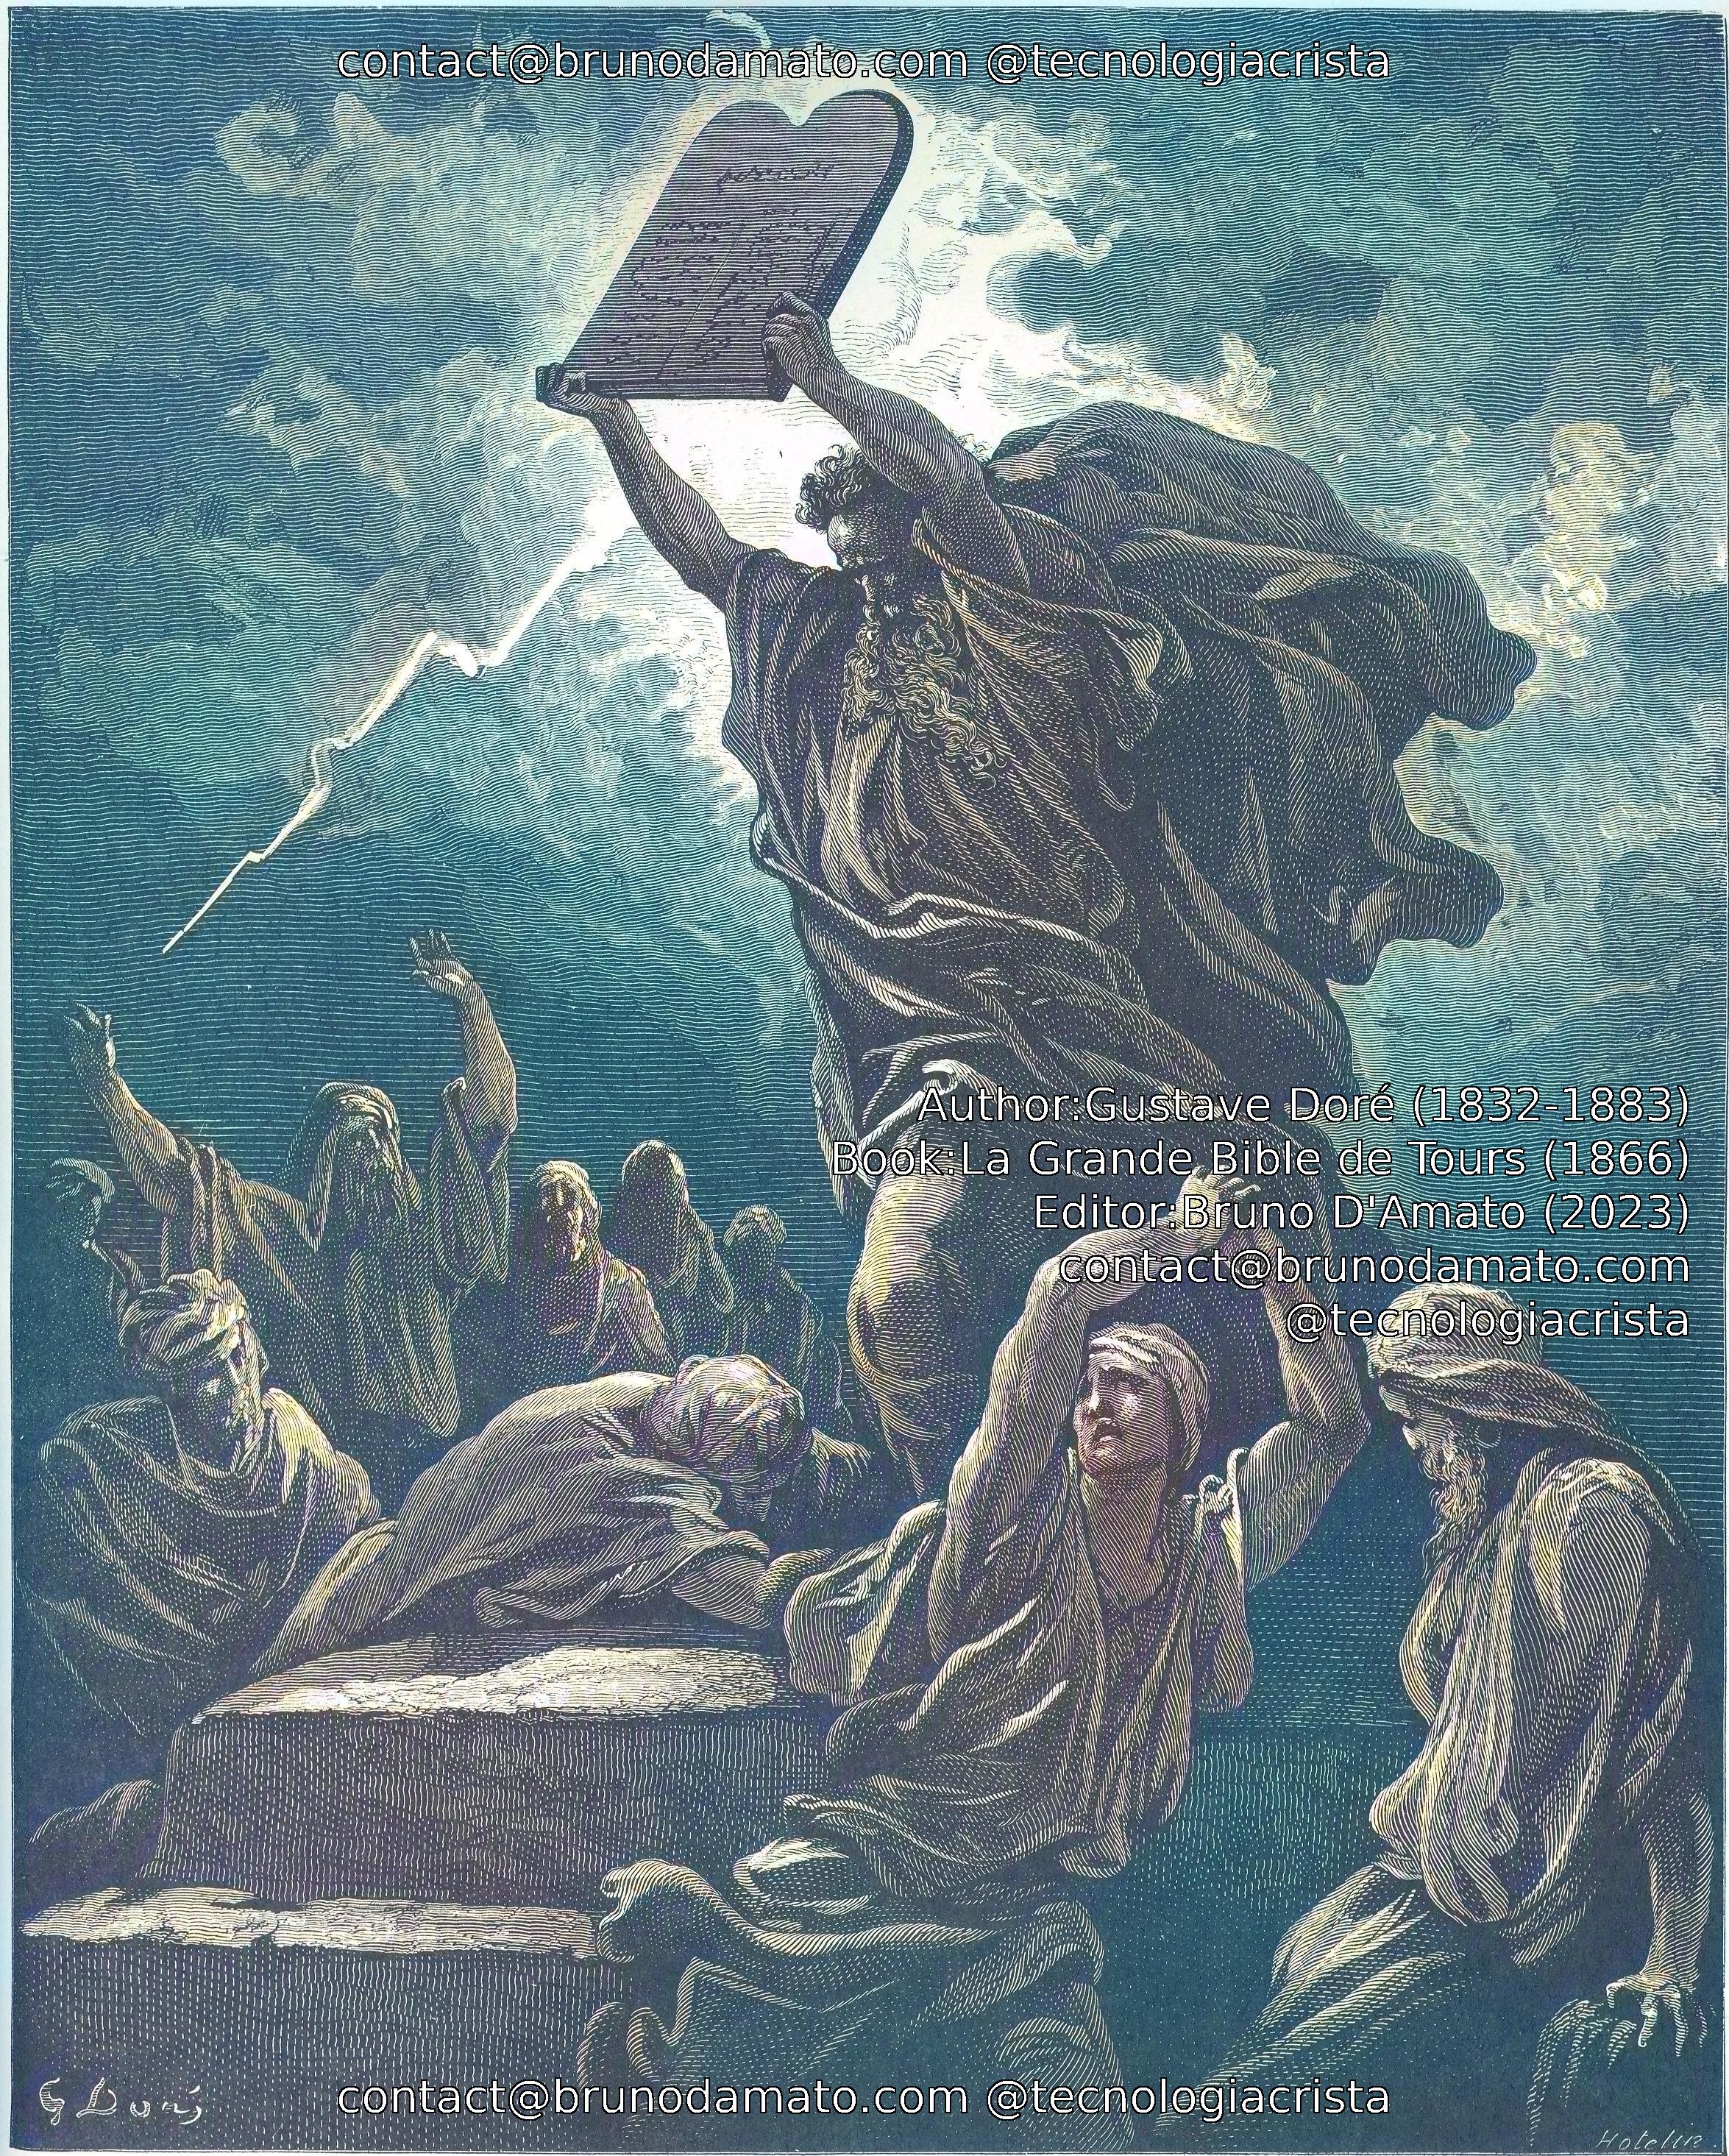 contact@brunodamato.com @tecnologiacrista
Author:Gustave Doré (1832-1883)
Book:La Grande Bible de Tours (1866)
Editor:Bruno D'Amato (2023)
contact@brunodamato.com
@tecnologiacrista
G Doré
contact@brunodamato.com @tecnologiacrista